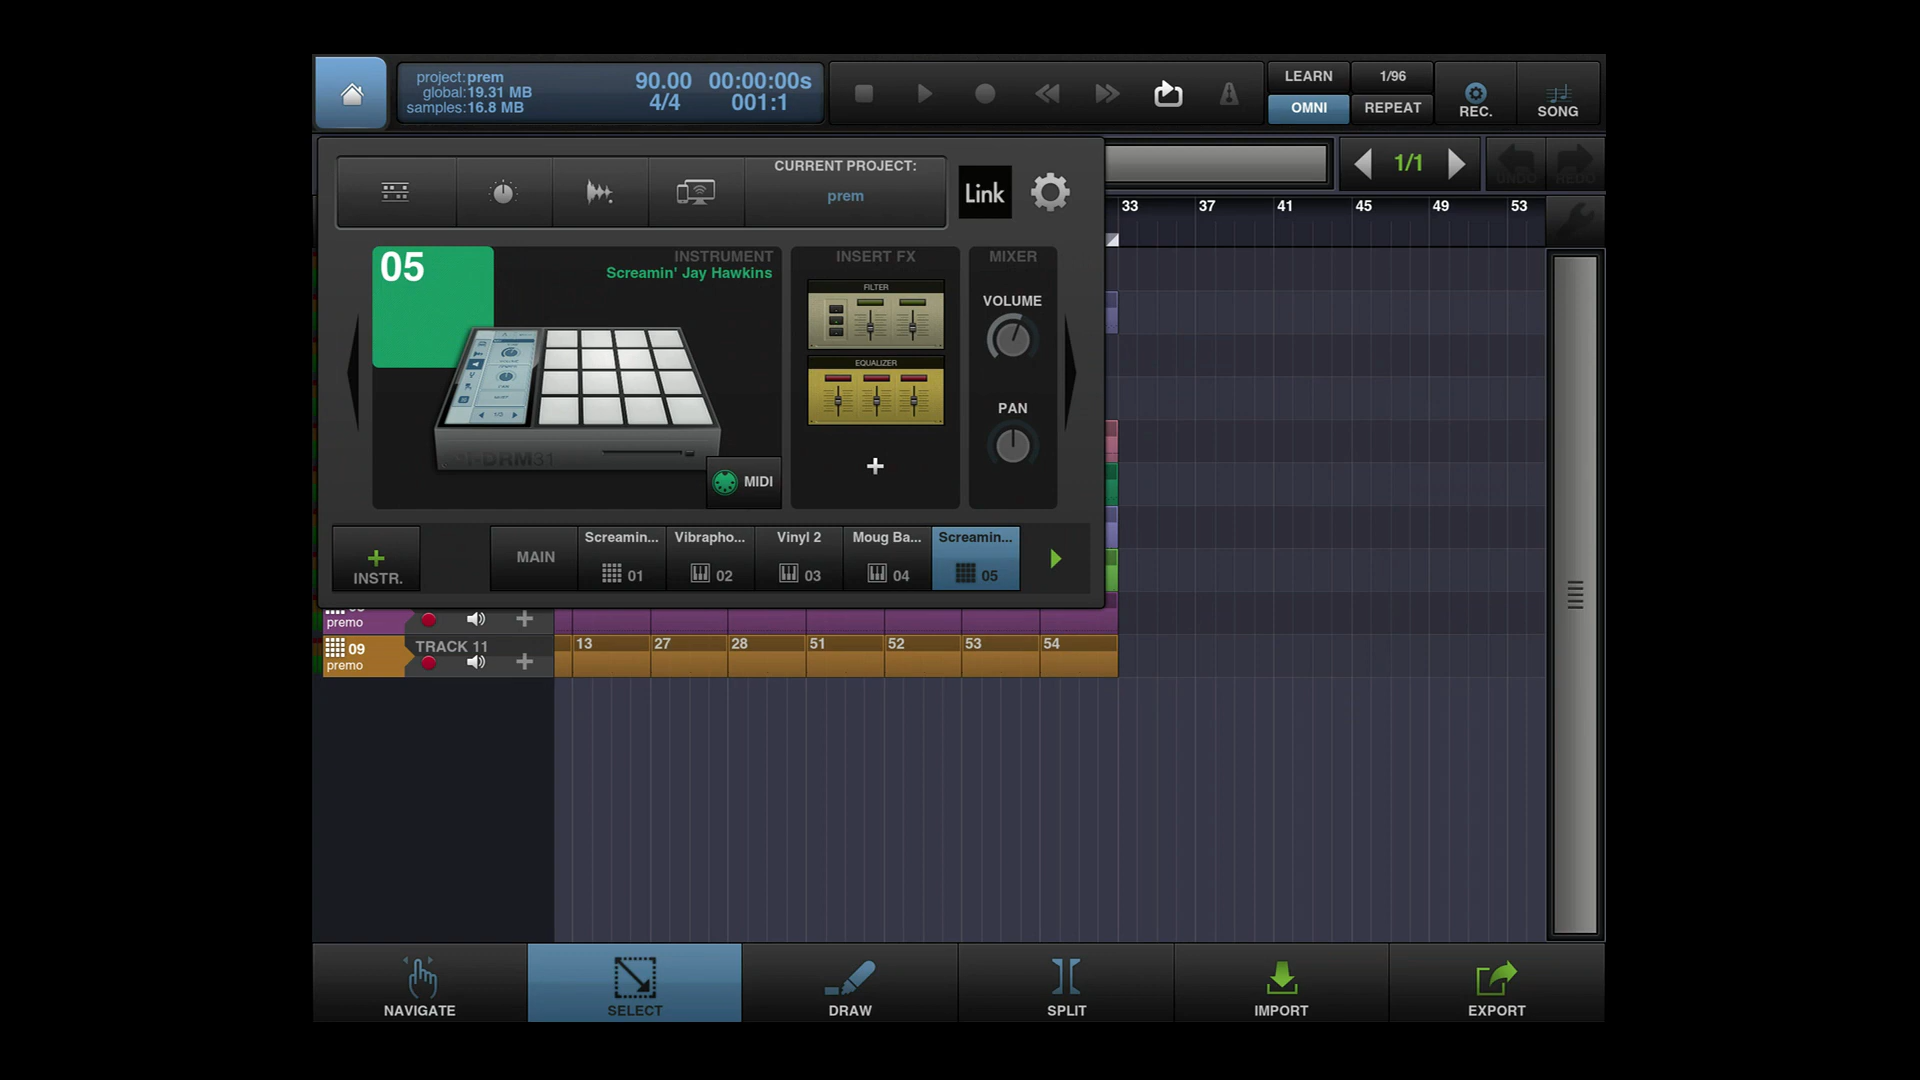 project:prem
global:19.31 MB
samples:16.8 MB
90.00
4/4
00:00:00s
001:1
LEARN
OMNI
1/96
REPEAT
REC.
SONG
CURRENT PROJECT:
prem
Link
1/1
UNDO
REDO
33 37 41 45 49 53
05
INSTRUMENT
Screamin' Jay Hawkins
DRM31
MIDI
INSERT FX
FILTER
EQUALIZER
+
MIXER
VOLUME
PAN
+
INSTR.
MAIN
Screamin...
01
Vibrapho...
02
Vinyl 2
03
Moug Ba...
04
Screamin...
05
premo
09
premo
TRACK 11
13 27 28 51 52 53 54
NAVIGATE
SELECT
DRAW
SPLIT
IMPORT
EXPORT